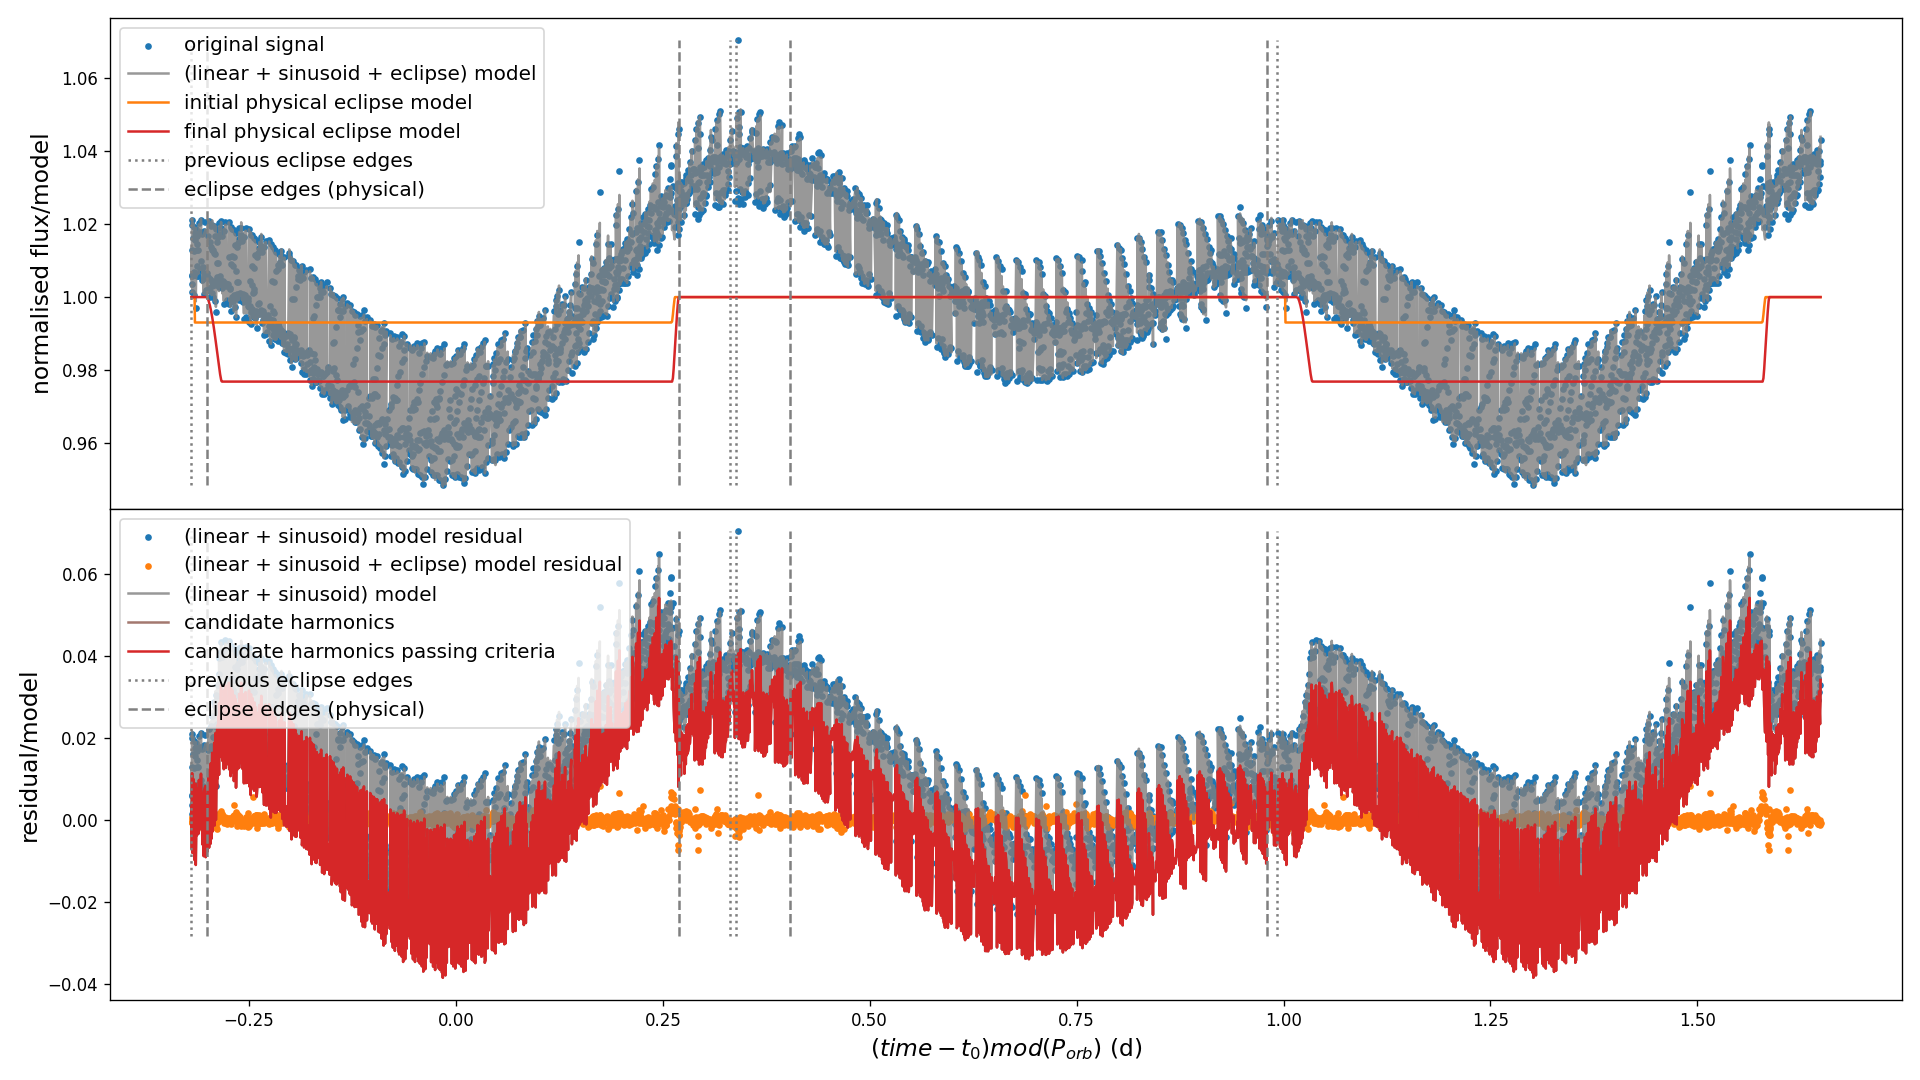 original signal
(linear + sinusoid + eclipse) model
initial physical eclipse model
final physical eclipse model
previous eclipse edges
eclipse edges (physical)
normalised flux/model
1.06
1.04
1.02
1.00
0.98
0.96
(linear + sinusoid) model residual
(linear + sinusoid + eclipse) model residual
(linear + sinusoid) model
candidate harmonics
candidate harmonics passing criteria
previous eclipse edges
eclipse edges (physical)
residual/model
0.06
0.04
0.02
0.00
−0.02
−0.04
−0.25 0.00 0.25 0.50 0.75 1.00 1.25 1.50
(time − t₀)mod(P_orb) (d)